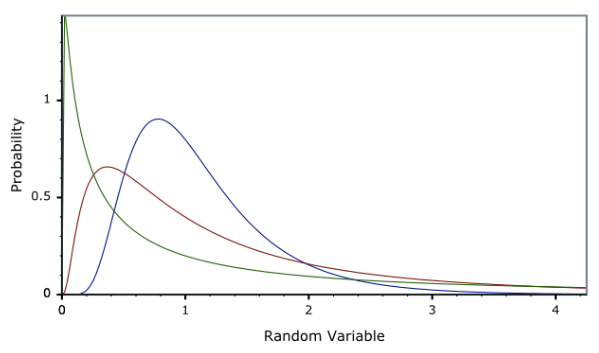 1
0.5
0
0 1 2 3 4
Probability
Random Variable